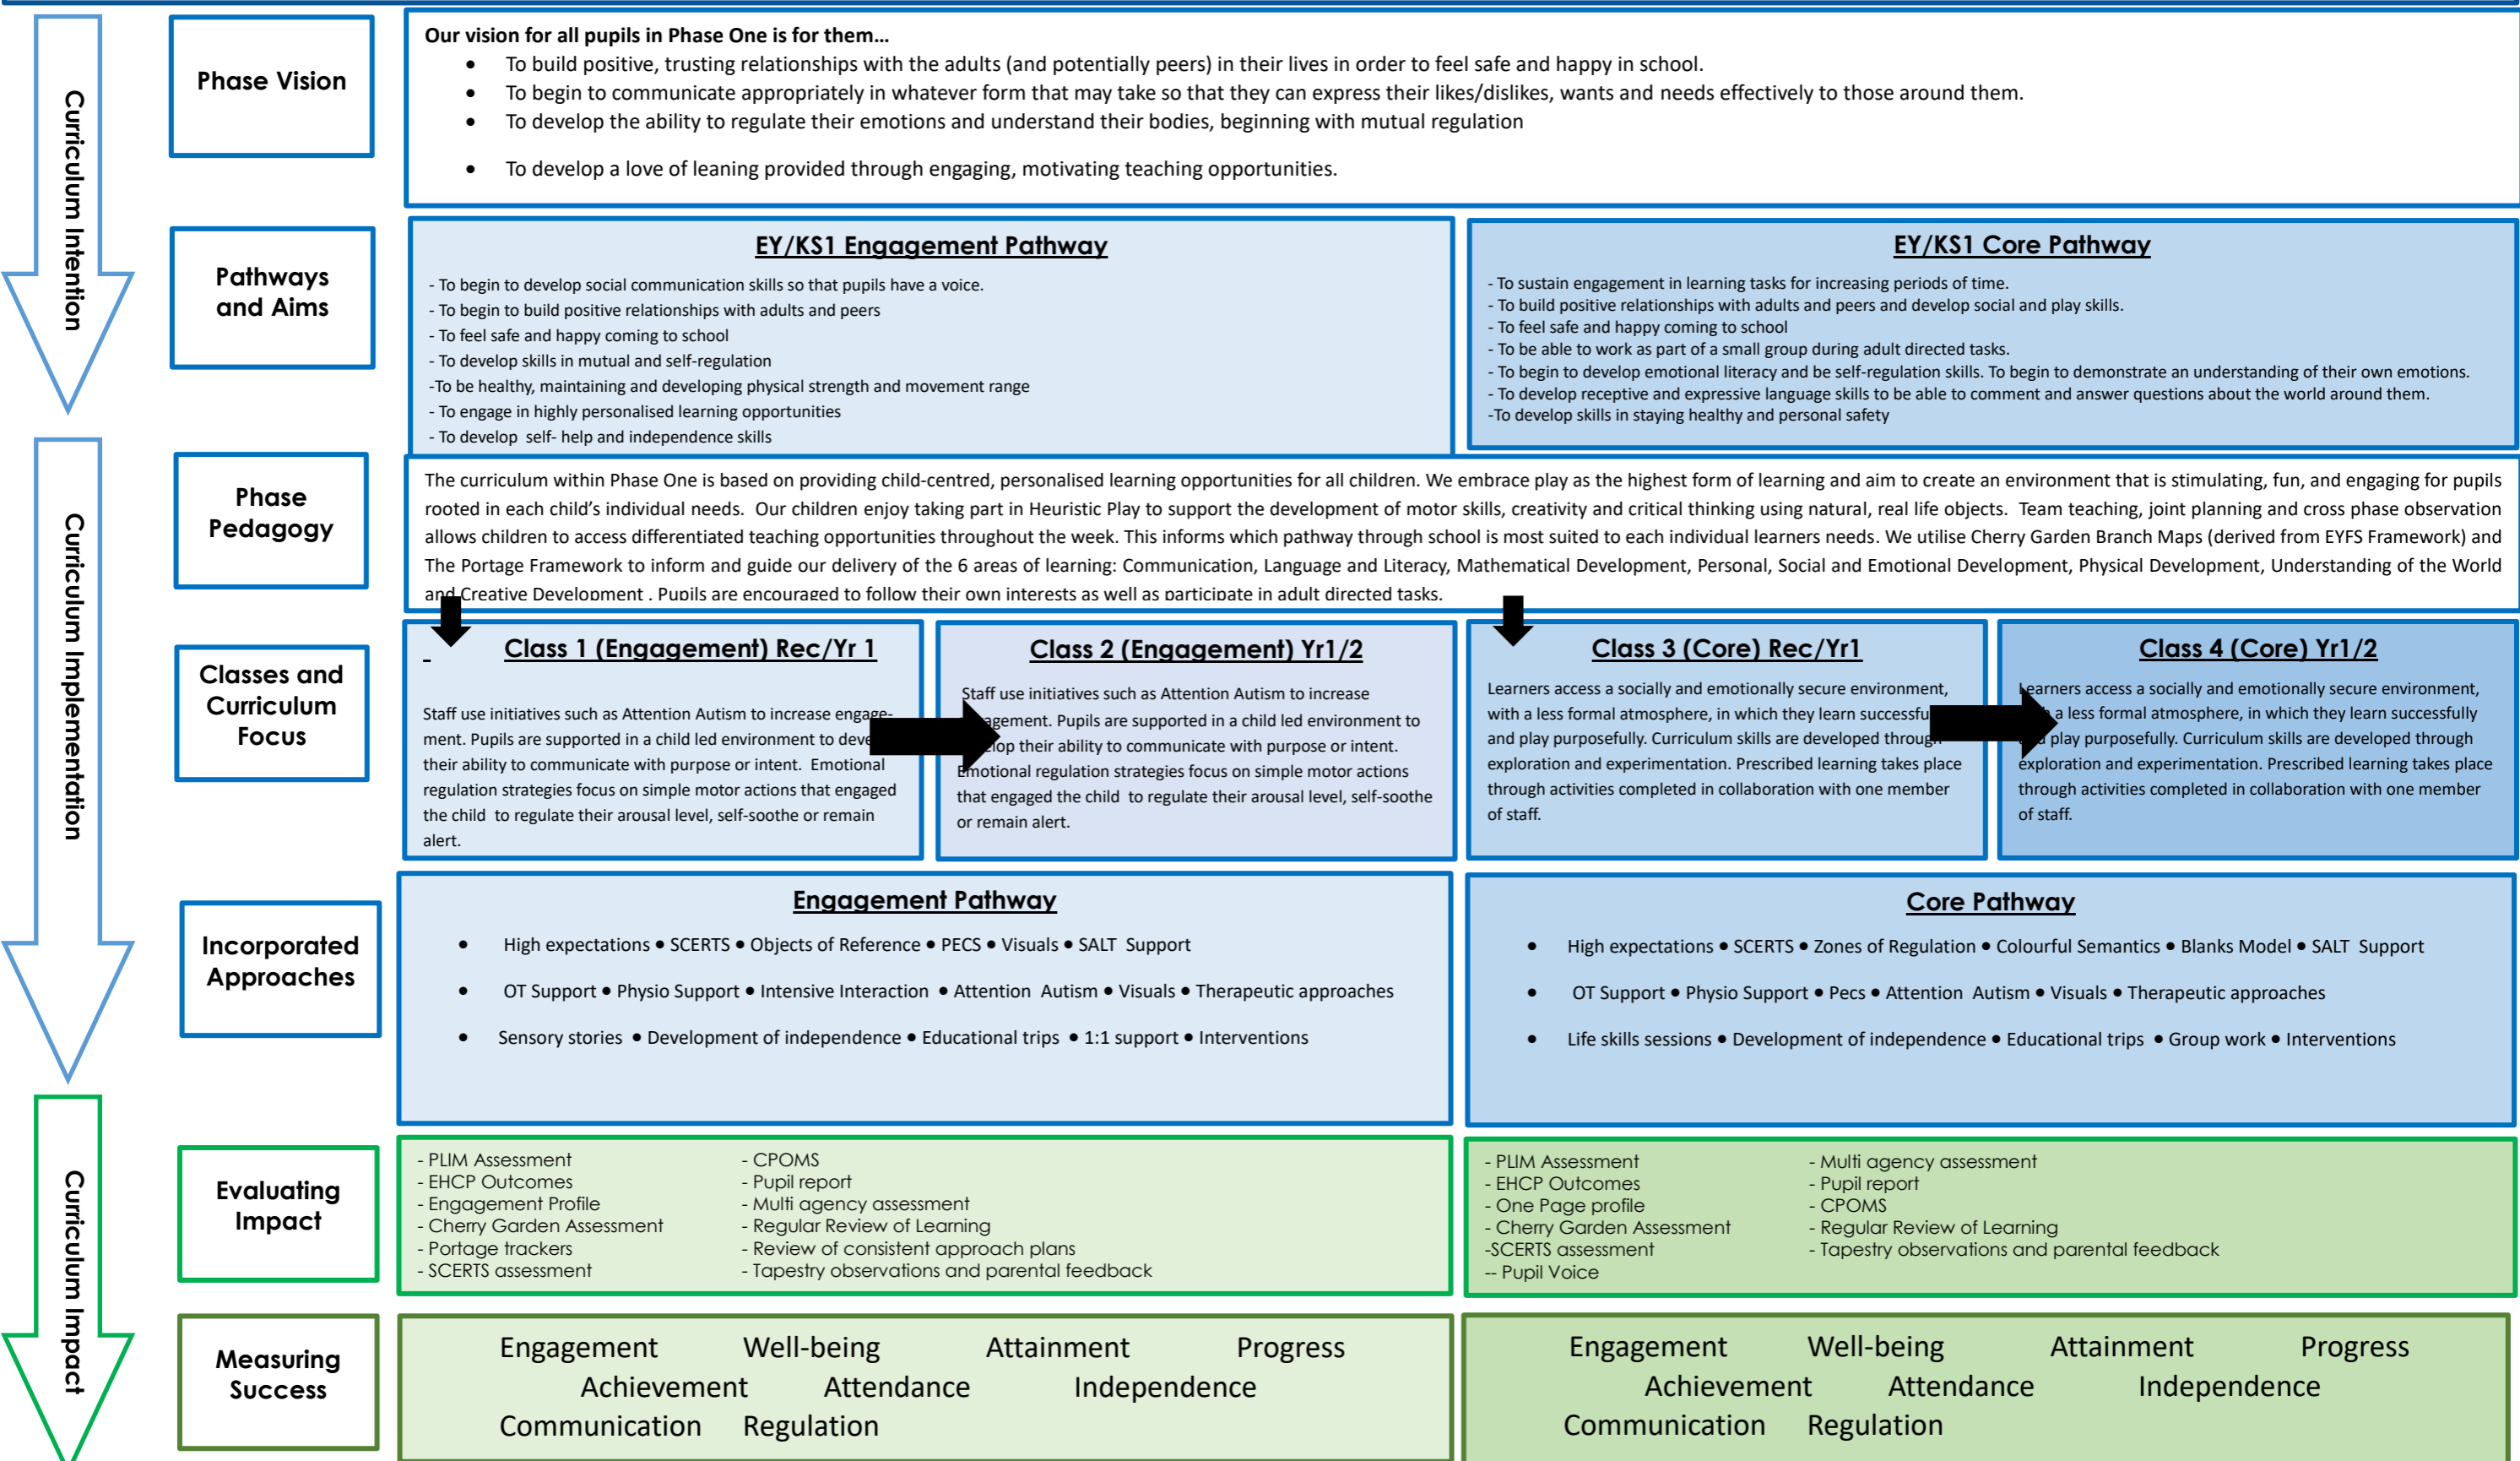 Curriculum Intention
Phase Vision
Our vision for all pupils in Phase One is for them…
• To build positive, trusting relationships with the adults (and potentially peers) in their lives in order to feel safe and happy in school.
• To begin to communicate appropriately in whatever form that may take so that they can express their likes/dislikes, wants and needs effectively to those around them.
• To develop the ability to regulate their emotions and understand their bodies, beginning with mutual regulation
• To develop a love of leaning provided through engaging, motivating teaching opportunities.
Pathways
and Aims
EY/KS1 Engagement Pathway
- To begin to develop social communication skills so that pupils have a voice.
- To begin to build positive relationships with adults and peers
- To feel safe and happy coming to school
- To develop skills in mutual and self-regulation
-To be healthy, maintaining and developing physical strength and movement range
- To engage in highly personalised learning opportunities
- To develop self- help and independence skills
EY/KS1 Core Pathway
- To sustain engagement in learning tasks for increasing periods of time.
- To build positive relationships with adults and peers and develop social and play skills.
- To feel safe and happy coming to school
- To be able to work as part of a small group during adult directed tasks.
- To begin to develop emotional literacy and be self-regulation skills. To begin to demonstrate an understanding of their own emotions.
- To develop receptive and expressive language skills to be able to comment and answer questions about the world around them.
-To develop skills in staying healthy and personal safety
Curriculum Implementation
Phase
Pedagogy
The curriculum within Phase One is based on providing child-centred, personalised learning opportunities for all children. We embrace play as the highest form of learning and aim to create an environment that is stimulating, fun, and engaging for pupils
rooted in each child's individual needs. Our children enjoy taking part in Heuristic Play to support the development of motor skills, creativity and critical thinking using natural, real life objects. Team teaching, joint planning and cross phase observation
allows children to access differentiated teaching opportunities throughout the week. This informs which pathway through school is most suited to each individual learners needs. We utilise Cherry Garden Branch Maps (derived from EYFS Framework) and
The Portage Framework to inform and guide our delivery of the 6 areas of learning: Communication, Language and Literacy, Mathematical Development, Personal, Social and Emotional Development, Physical Development, Understanding of the World
and Creative Development . Pupils are encouraged to follow their own interests as well as participate in adult directed tasks.
Classes and
Curriculum
Focus
Class 1 (Engagement) Rec/Yr 1
Staff use initiatives such as Attention Autism to increase engage-
ment. Pupils are supported in a child led environment to
their ability to communicate with purpose or intent. Emotional
regulation strategies focus on simple motor actions that engaged
the child to regulate their arousal level, self-soothe or remain
alert.
Class 2 (Engagement) Yr1/2
Staff use initiatives such as Attention Autism to increase
Pupils are supported in a child led environment to
their ability to communicate with purpose or intent.
Emotional regulation strategies focus on simple motor actions
that engaged the child to regulate their arousal level, self-soothe
or remain alert.
Class 3 (Core) Rec/Yr1
Learners access a socially and emotionally secure environment,
with a less formal atmosphere, in which they learn
and play purposefully. Curriculum skills are developed through
exploration and experimentation. Prescribed learning takes place
through activities completed in collaboration with one member
of staff.
Class 4 (Core) Yr1/2
Learners access a socially and emotionally secure environment,
a less formal atmosphere, in which they learn successfully
play purposefully. Curriculum skills are developed through
exploration and experimentation. Prescribed learning takes place
through activities completed in collaboration with one member
of staff.
Incorporated
Approaches
Engagement Pathway
• High expectations • SCERTS • Objects of Reference • PECS • Visuals • SALT Support
• OT Support • Physio Support • Intensive Interaction • Attention Autism • Visuals • Therapeutic approaches
• Sensory stories • Development of independence • Educational trips • 1:1 support • Interventions
Core Pathway
• High expectations • SCERTS • Zones of Regulation • Colourful Semantics • Blanks Model • SALT Support
• OT Support • Physio Support • Pecs • Attention Autism • Visuals • Therapeutic approaches
• Life skills sessions • Development of independence • Educational trips • Group work • Interventions
Curriculum Impact
Evaluating
Impact
- PLIM Assessment
- EHCP Outcomes
- Engagement Profile
- Cherry Garden Assessment
- Portage trackers
- SCERTS assessment
- CPOMS
- Pupil report
- Multi agency assessment
- Regular Review of Learning
- Review of consistent approach plans
- Tapestry observations and parental feedback
- PLIM Assessment
- EHCP Outcomes
- One Page profile
- Cherry Garden Assessment
-SCERTS assessment
-- Pupil Voice
- Multi agency assessment
- Pupil report
- CPOMS
- Regular Review of Learning
- Tapestry observations and parental feedback
Measuring
Success
Engagement Well-being Attainment Progress
Achievement Attendance Independence
Communication Regulation
Engagement Well-being Attainment Progress
Achievement Attendance Independence
Communication Regulation